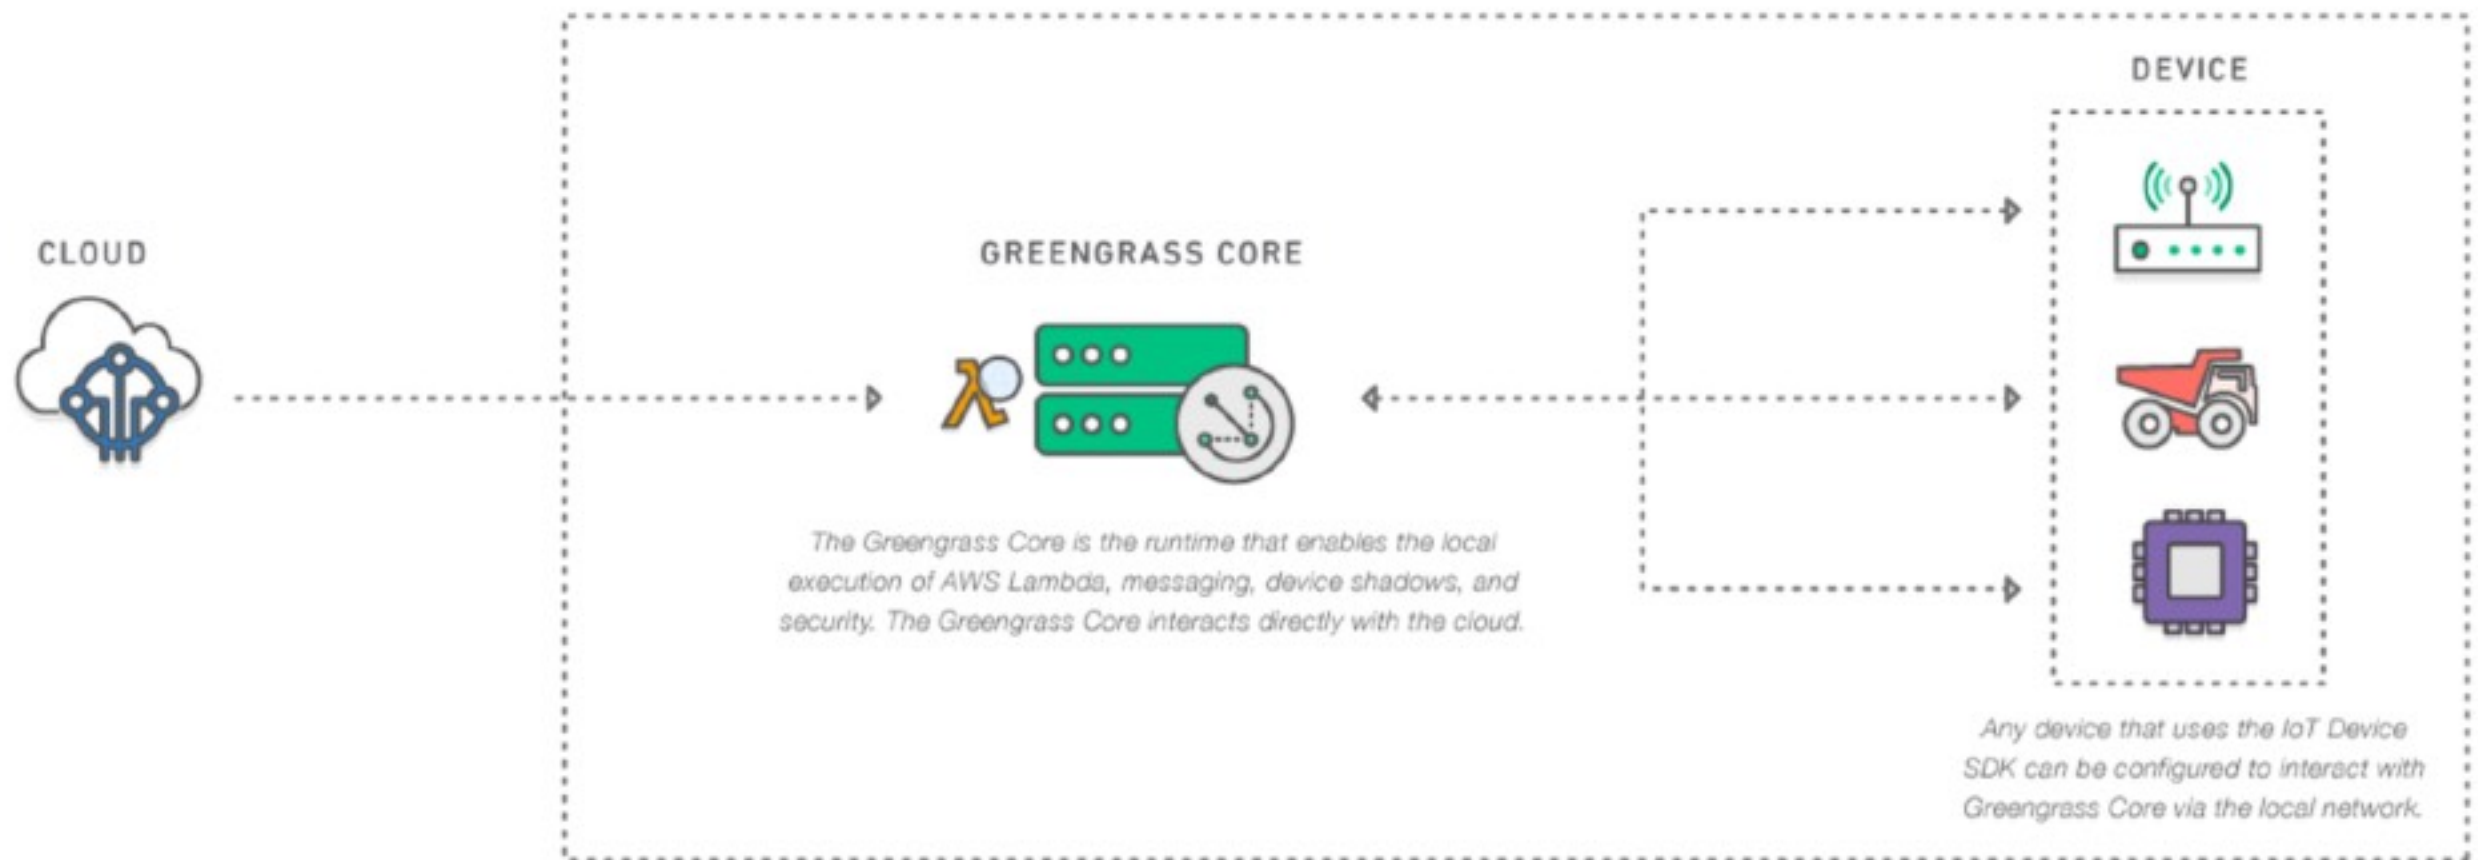 DEVICE
CLOUD
GREENGRASS CORE
The Greengrass Core is the runtime that enables the local
execution of AWS Lambda, messaging, device shadows, and
security. The Greengrass Core interacts directly with the cloud.
Any device that uses the IoT Device
SDK can be configured to interact with
Greengrass Core via the local network.